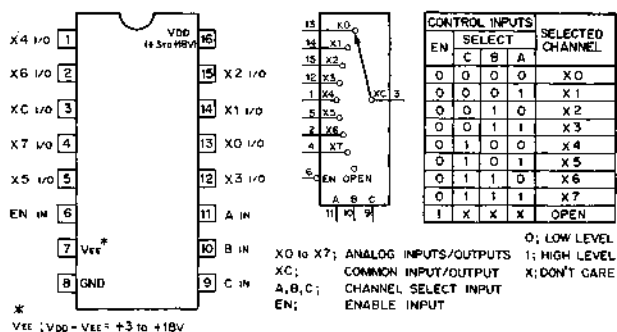 X4 I/O 1
VDD
(+3 to +18V)
16
X6 I/O 2
15 X2 I/O
XC I/O 3
14 X1 I/O
X7 I/O 4
13 X0 I/O
X5 I/O 5
12 X3 I/O
EN IN 6
11 A IN
7 VEE*
10 B IN
8 GND
9 C IN
*
VEE ; VDD - VEE = +3 to +18V
13 X0
14 X1
15 X2
12 X3
1 X4
XC 3
5 X5
2 X6
4 X7
6 EN OPEN
A B C
11 10 9
CONTROL INPUTS SELECTED CHANNEL
EN SELECT
C B A
0 0 0 0 X0
0 0 0 1 X1
0 0 1 0 X2
0 0 1 1 X3
0 1 0 0 X4
0 1 0 1 X5
0 1 1 0 X6
0 1 1 1 X7
1 X X X OPEN
X0 to X7; ANALOG INPUTS/OUTPUTS
XC; COMMON INPUT/OUTPUT
A,B,C; CHANNEL SELECT INPUT
EN; ENABLE INPUT
0; LOW LEVEL
1; HIGH LEVEL
X; DON'T CARE